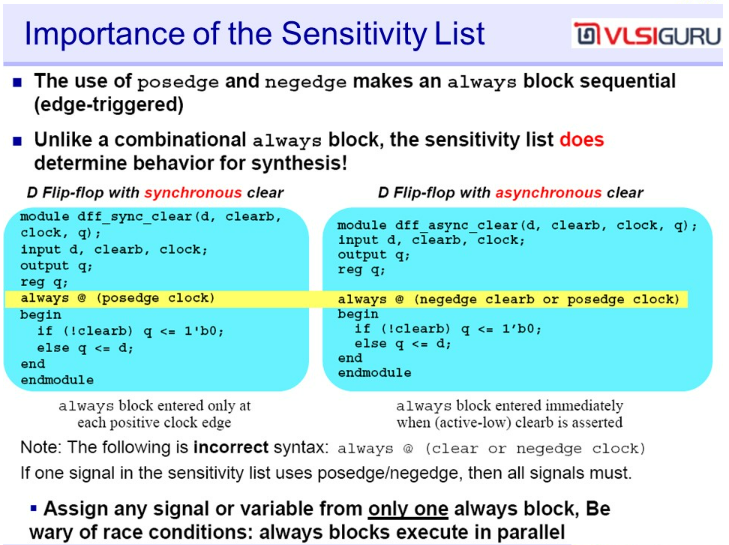 Importance of the Sensitivity List
VLSIGURU
▪ The use of posedge and negedge makes an always block sequential
(edge-triggered)
▪ Unlike a combinational always block, the sensitivity list does
determine behavior for synthesis!
D Flip-flop with synchronous clear
module dff_sync_clear(d, clearb,
clock, q);
input d, clearb, clock;
output q;
reg q;
always @ (posedge clock)
begin
if (!clearb) q <= 1'b0;
else q <= d;
end
endmodule
always block entered only at
each positive clock edge
D Flip-flop with asynchronous clear
module dff_async_clear(d, clearb, clock, q);
input d, clearb, clock;
output q;
reg q;
always @ (negedge clearb or posedge clock)
begin
if (!clearb) q <= 1’b0;
else q <= d;
end
endmodule
always block entered immediately
when (active-low) clearb is asserted
Note: The following is incorrect syntax: always @ (clear or negedge clock)
If one signal in the sensitivity list uses posedge/negedge, then all signals must.
▪ Assign any signal or variable from only one always block, Be
wary of race conditions: always blocks execute in parallel